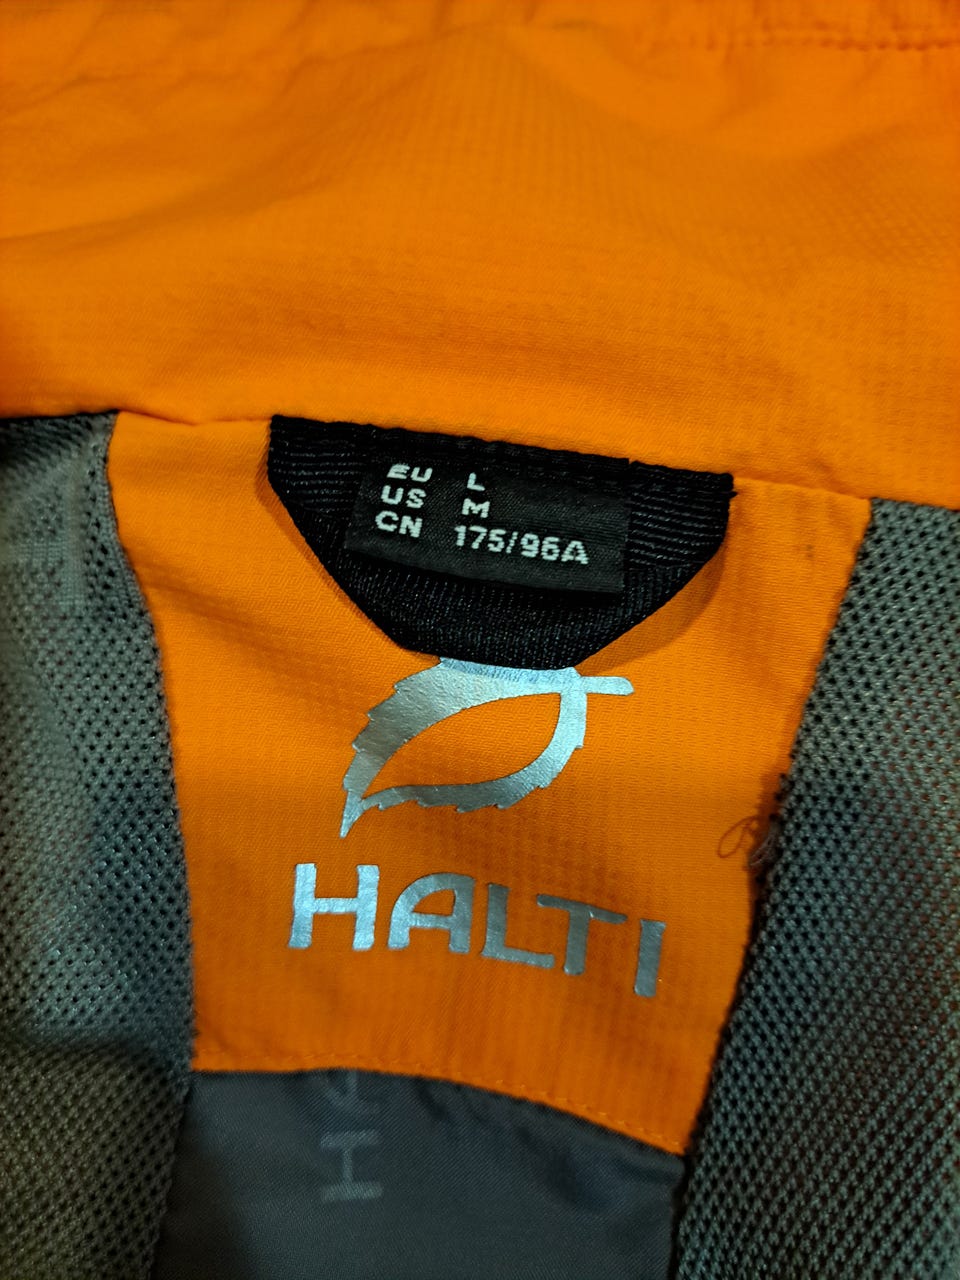 EU L
US M
CN 175/96A
HALTI